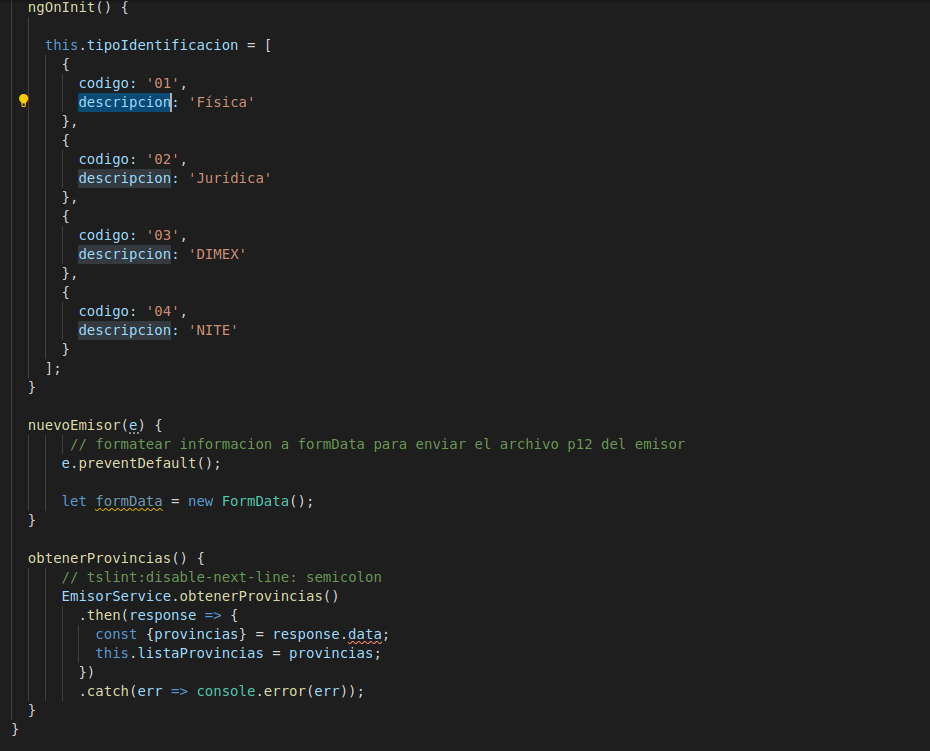 ngOnInit() {
this.tipoIdentificacion = [
{
codigo: '01',
descripcion: 'Física'
},
{
codigo: '02',
descripcion: 'Jurídica'
},
{
codigo: '03',
descripcion: 'DIMEX'
},
{
codigo: '04',
descripcion: 'NITE'
}
];
}
nuevoEmisor(e) {
// formatear informacion a formData para enviar el archivo p12 del emisor
e.preventDefault();
let formData = new FormData();
}
obtenerProvincias() {
// tslint:disable-next-line: semicolon
EmisorService.obtenerProvincias()
.then(response => {
const {provincias} = response.data;
this.listaProvincias = provincias;
})
.catch(err => console.error(err));
}
}